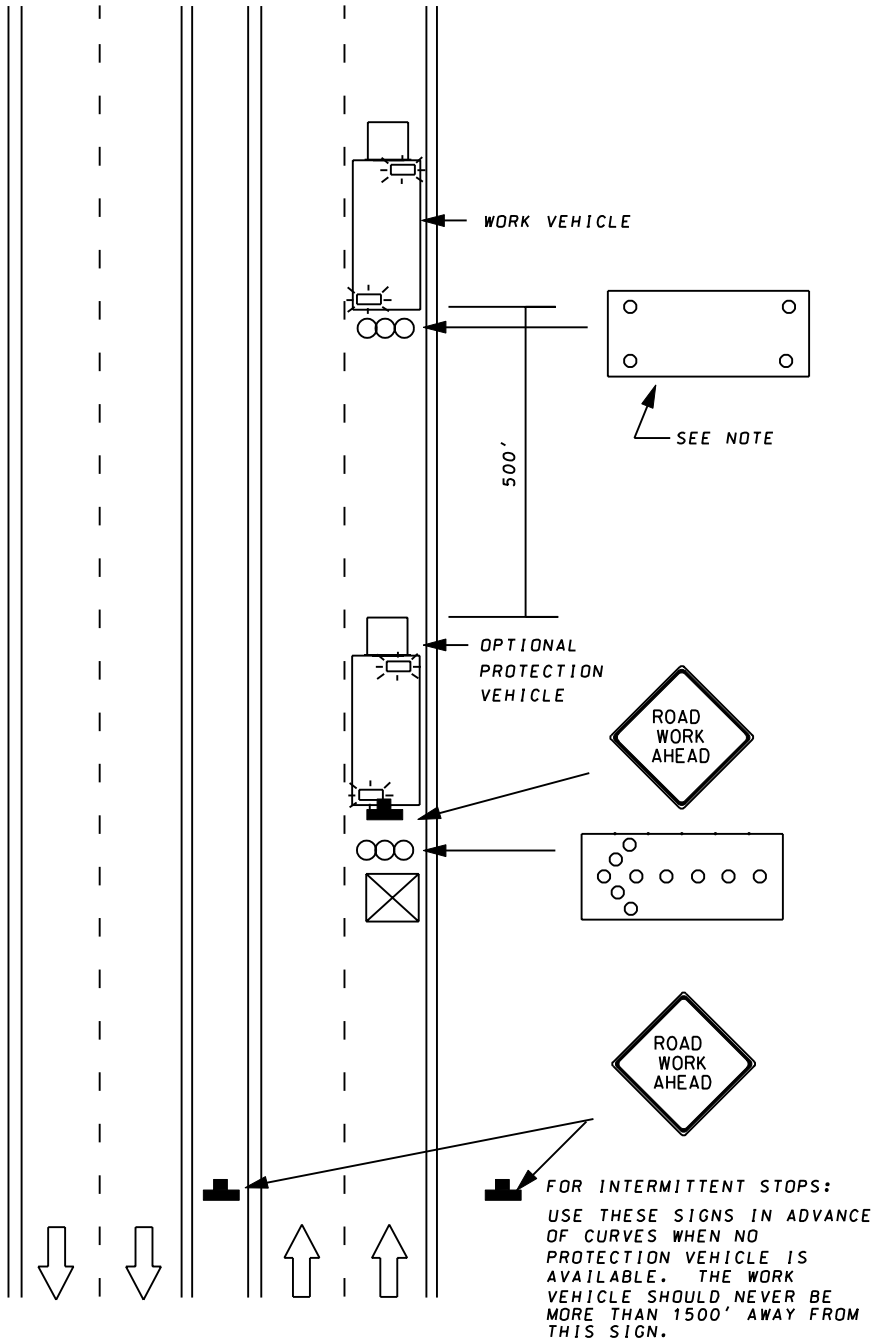 WORK VEHICLE
SEE NOTE
500'
OPTIONAL
PROTECTION
VEHICLE
ROAD
WORK
AHEAD
ROAD
WORK
AHEAD
FOR INTERMITTENT STOPS:
USE THESE SIGNS IN ADVANCE
OF CURVES WHEN NO
PROTECTION VEHICLE IS
AVAILABLE. THE WORK
VEHICLE SHOULD NEVER BE
MORE THAN 1500' AWAY FROM
THIS SIGN.